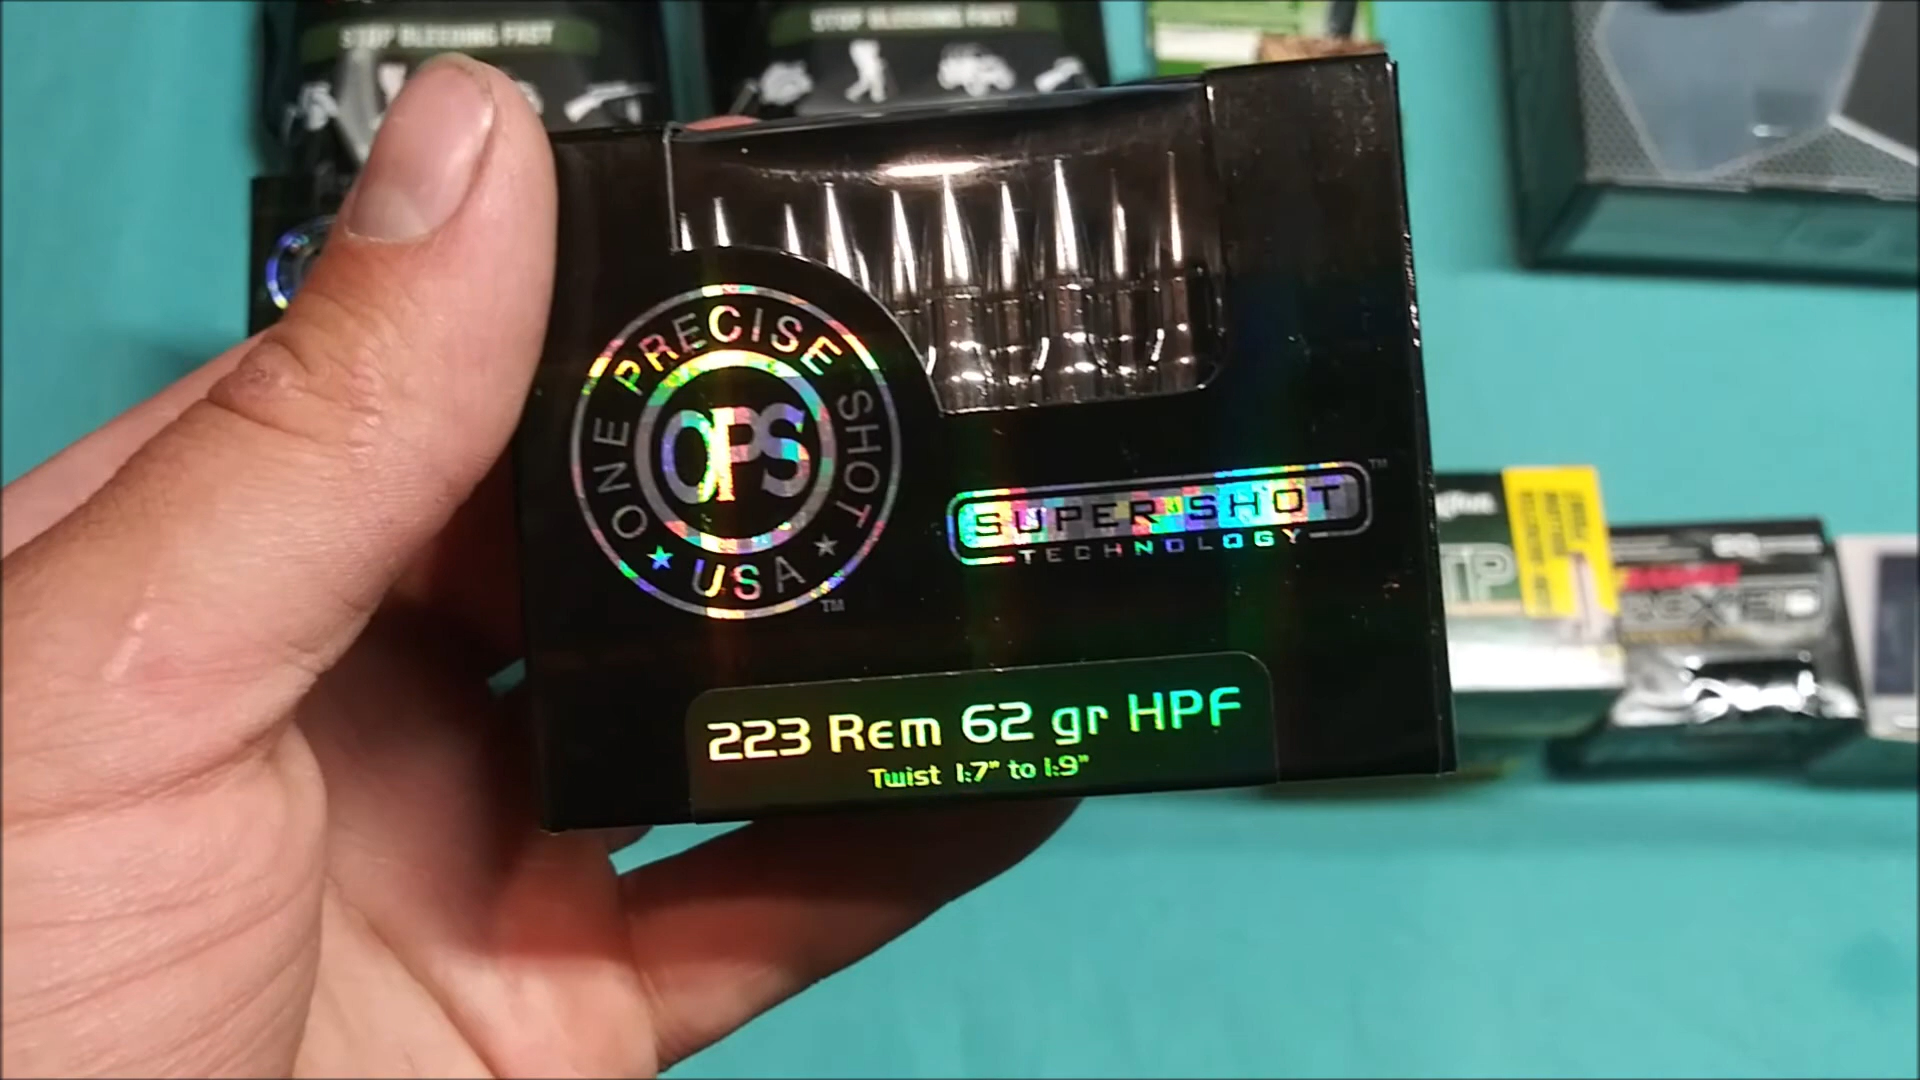 STOP BLEEDING FAST
STOP BLEEDING FAST
ONE PRECISE SHOT
OPS
★ USA ★
TM
SUPER SHOT
TM
TECHNOLOGY
223 Rem 62 gr HPF
Twist 1:7" to 1:9"
TIP